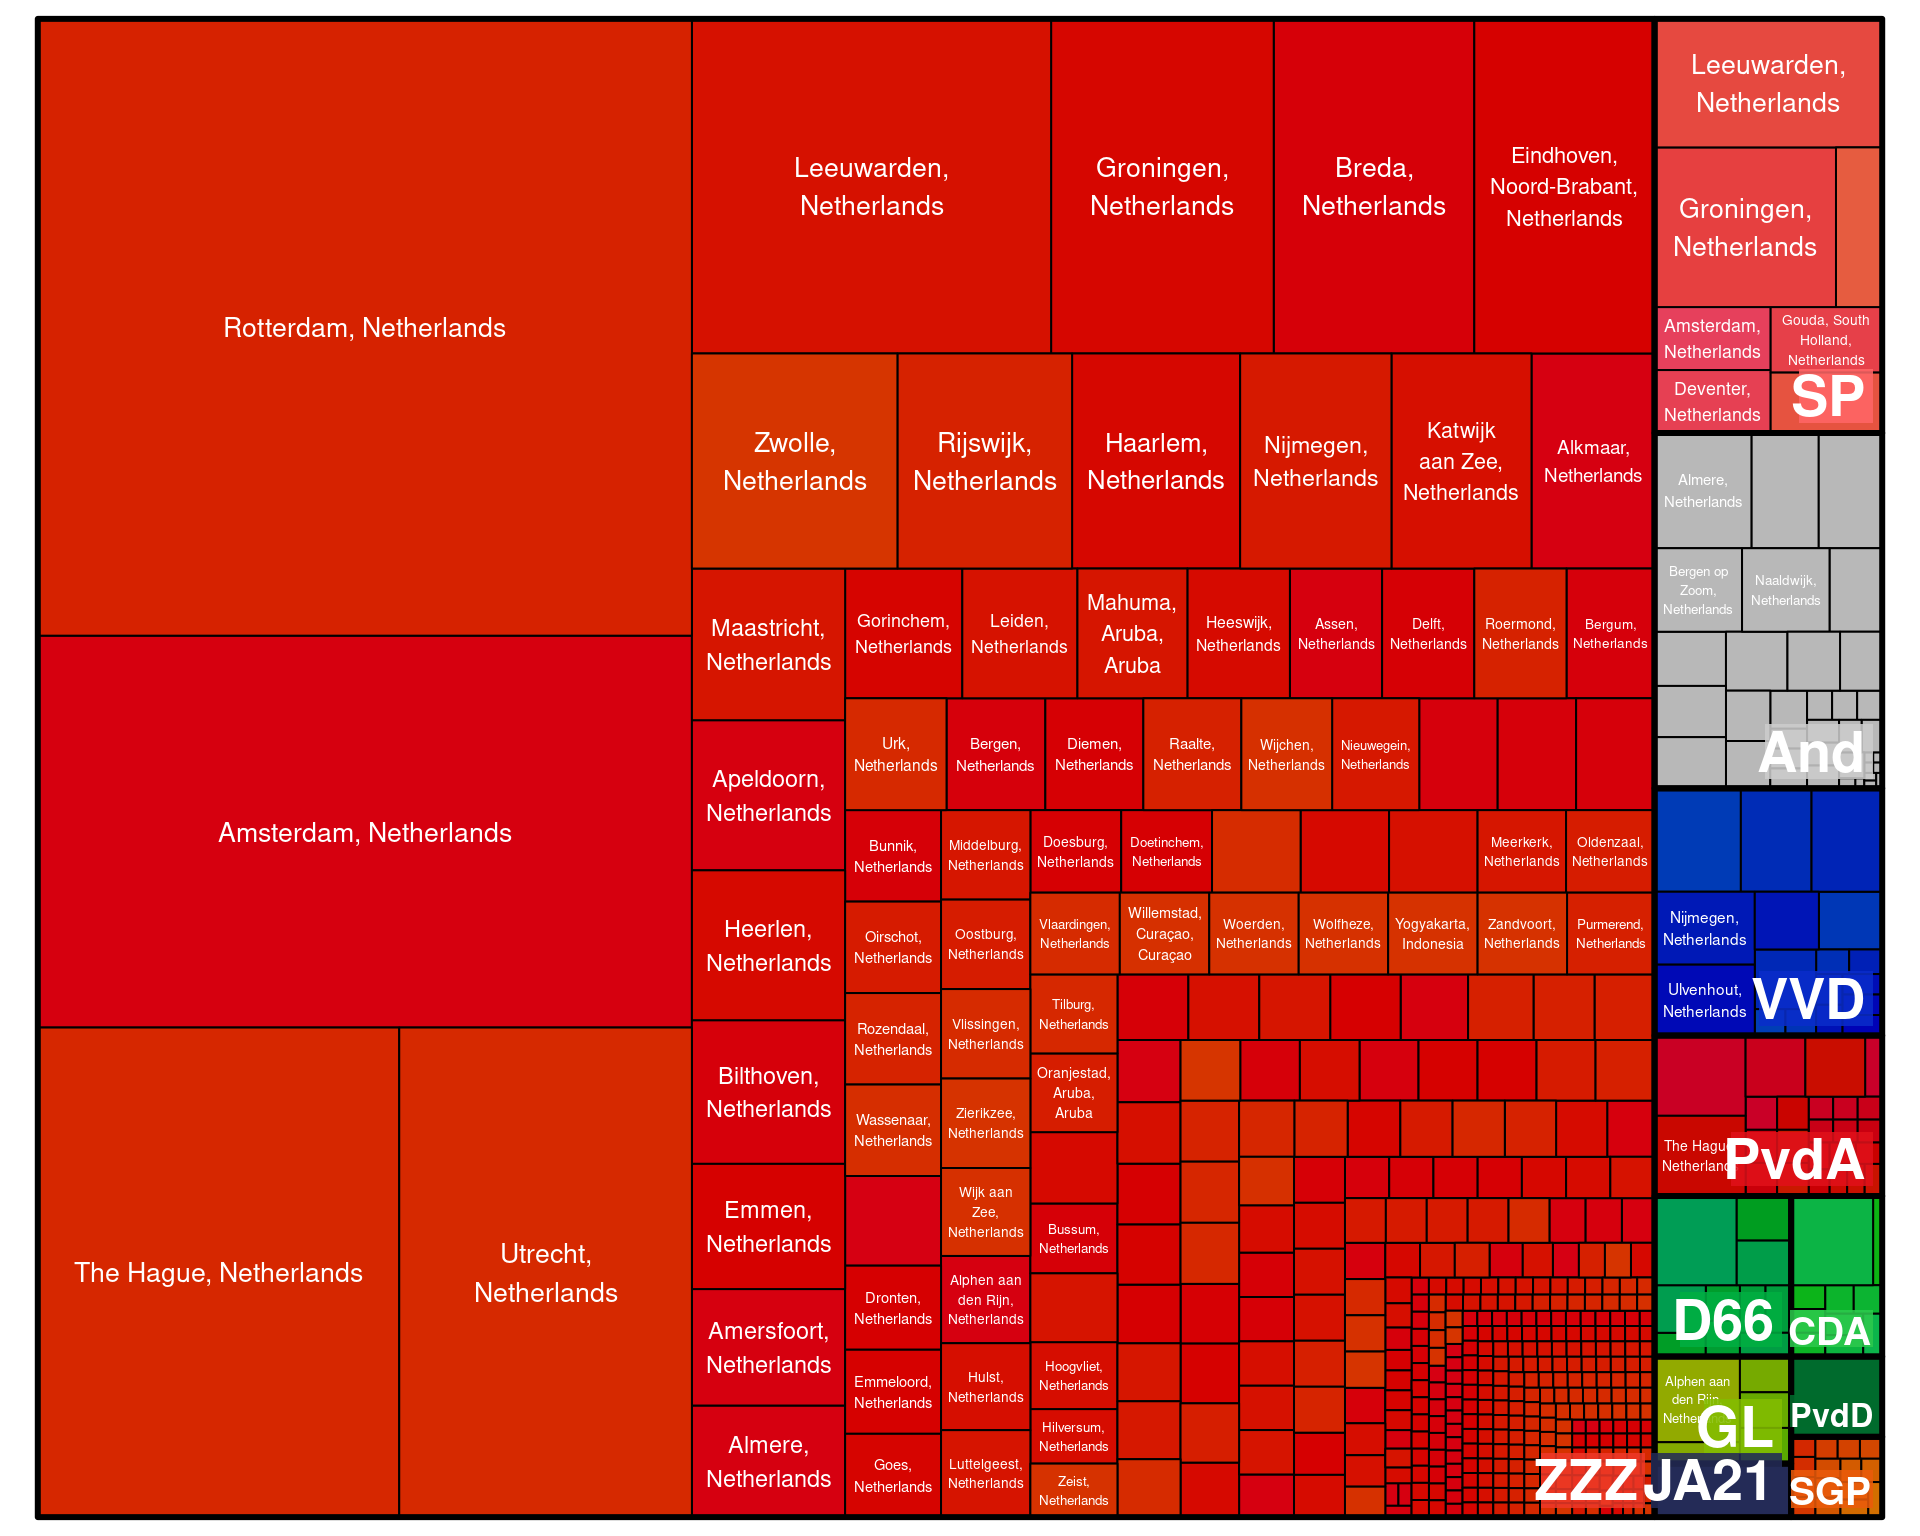 Rotterdam, Netherlands
Amsterdam, Netherlands
The Hague, Netherlands
Utrecht,
Netherlands
Leeuwarden,
Netherlands
Groningen,
Netherlands
Breda,
Netherlands
Eindhoven,
Noord-Brabant,
Netherlands
Zwolle,
Netherlands
Rijswijk,
Netherlands
Haarlem,
Netherlands
Nijmegen,
Netherlands
Katwijk
aan Zee,
Netherlands
Alkmaar,
Netherlands
Maastricht,
Netherlands
Apeldoorn,
Netherlands
Heerlen,
Netherlands
Bilthoven,
Netherlands
Emmen,
Netherlands
Amersfoort,
Netherlands
Almere,
Netherlands
Gorinchem,
Netherlands
Leiden,
Netherlands
Mahuma,
Aruba,
Aruba
Heeswijk,
Netherlands
Assen,
Netherlands
Delft,
Netherlands
Roermond,
Netherlands
Bergum,
Netherlands
Urk,
Netherlands
Bergen,
Netherlands
Diemen,
Netherlands
Raalte,
Netherlands
Wijchen,
Netherlands
Nieuwegein,
Netherlands
Bunnik,
Netherlands
Oirschot,
Netherlands
Rozendaal,
Netherlands
Wassenaar,
Netherlands
Dronten,
Netherlands
Emmeloord,
Netherlands
Goes,
Netherlands
Middelburg,
Netherlands
Oostburg,
Netherlands
Vlissingen,
Netherlands
Zierikzee,
Netherlands
Wijk aan
Zee,
Netherlands
Alphen aan
den Rijn,
Netherlands
Hulst,
Netherlands
Luttelgeest,
Netherlands
Doesburg,
Netherlands
Doetinchem,
Netherlands
Meerkerk,
Netherlands
Oldenzaal,
Netherlands
Vlaardingen,
Netherlands
Willemstad,
Curaçao,
Curaçao
Woerden,
Netherlands
Wolfheze,
Netherlands
Yogyakarta,
Indonesia
Zandvoort,
Netherlands
Purmerend,
Netherlands
Tilburg,
Netherlands
Oranjestad,
Aruba,
Aruba
Bussum,
Netherlands
Hoogvliet,
Netherlands
Hilversum,
Netherlands
Zeist,
Netherlands
ZZZ
Leeuwarden,
Netherlands
Groningen,
Netherlands
Amsterdam,
Netherlands
Gouda, South
Holland,
Netherlands
Deventer,
Netherlands
SP
Almere,
Netherlands
Bergen op
Zoom,
Netherlands
Naaldwijk,
Netherlands
And
Nijmegen,
Netherlands
Ulvenhout,
Netherlands
VVD
The Hague,
Netherlands
PvdA
D66
CDA
Alphen aan
den Rijn,
GL
PvdD
JA21
SGP